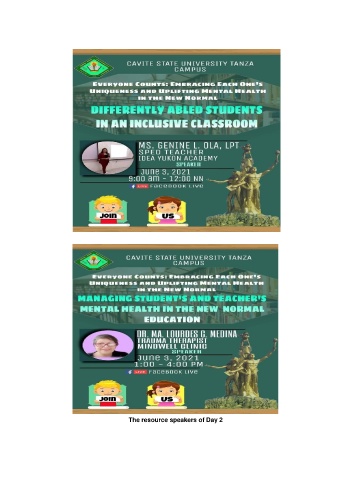 CAVITE STATE UNIVERSITY TANZA
CAMPUS
Everyone Counts: Embracing Each One's
Uniqueness and Uplifting Mental Health
in the New Normal
DIFFERENTLY ABLED STUDENTS
IN AN INCLUSIVE CLASSROOM
MS. GENINE L. OLA, LPT
SPED TEACHER
IDEA YUKON ACADEMY
SPEAKER
June 3, 2021
9:00 am - 12:00 NN
LIVE FACEBOOK LIVE
JOIN US
CAVITE STATE UNIVERSITY TANZA
CAMPUS
Everyone Counts: Embracing Each One's
Uniqueness and Uplifting Mental Health
in the New Normal
MANAGING STUDENT'S AND TEACHER'S
MENTAL HEALTH IN THE NEW NORMAL
EDUCATION
DR. MA. LOURDES G. MEDINA
TRAUMA THERAPIST
MINDWELL CLINIC
SPEAKER
June 3, 2021
1:00 - 4:00 PM
LIVE FACEBOOK LIVE
JOIN US
The resource speakers of Day 2